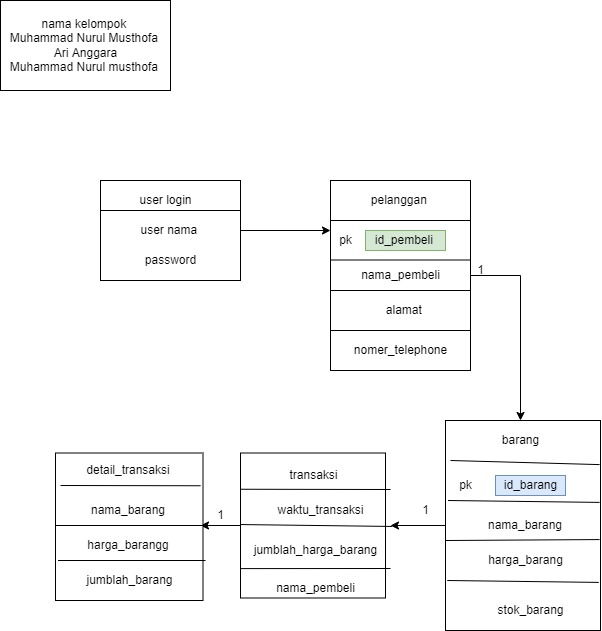 nama kelompok
Muhammad Nurul Musthofa
Ari Anggara
Muhammad Nurul musthofa
user login
user nama
password
pelanggan
pk id_pembeli
nama_pembeli
1
alamat
nomer_telephone
barang
pk id_barang
nama_barang
harga_barang
stok_barang
1
transaksi
waktu_transaksi
jumblah_harga_barang
nama_pembeli
1
detail_transaksi
nama_barang
harga_barangg
jumblah_barang